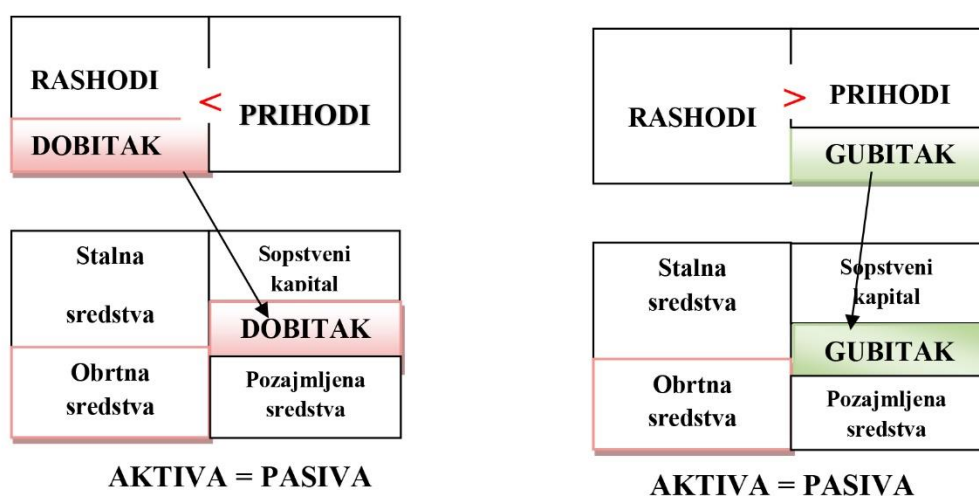 RASHODI
<
PRIHODI
DOBITAK
Stalna
sredstva
Sopstveni
kapital
DOBITAK
Obrtna
sredstva
Pozajmljena
sredstva
AKTIVA = PASIVA
RASHODI
>
PRIHODI
GUBITAK
Stalna
sredstva
Sopstveni
kapital
GUBITAK
Obrtna
sredstva
Pozajmljena
sredstva
AKTIVA = PASIVA